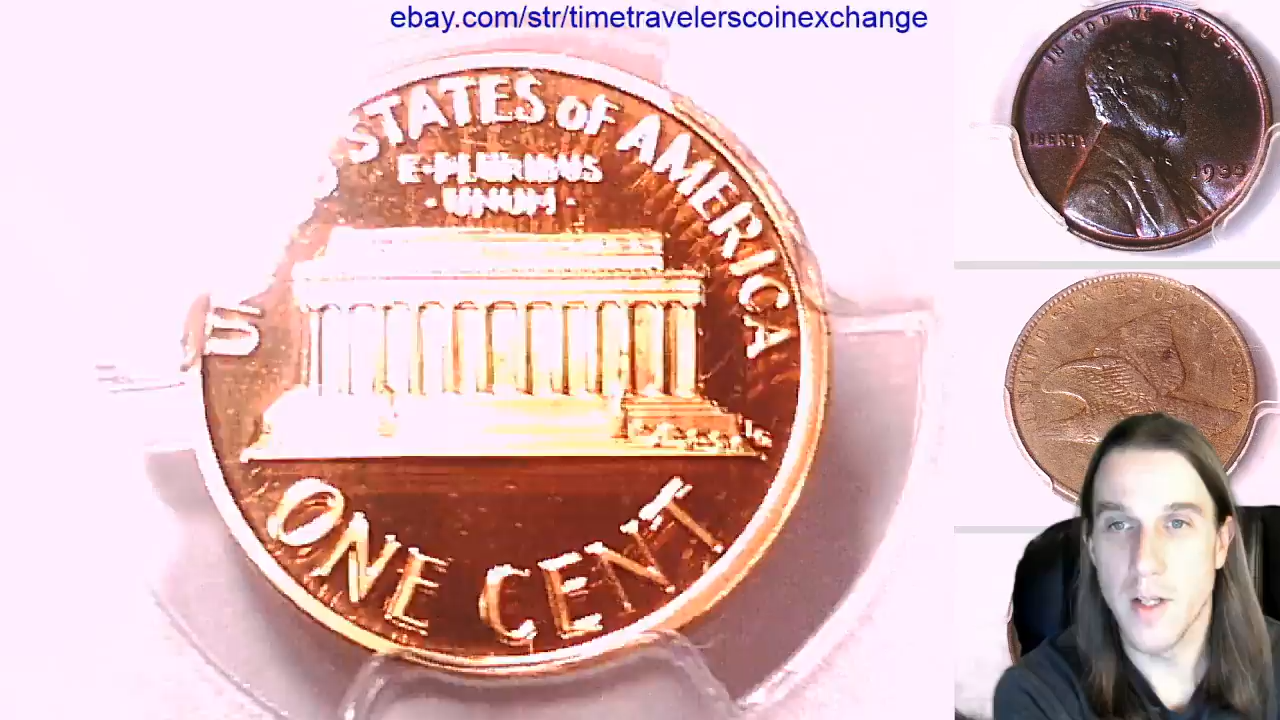 ebay.com/str/timetravelerscoinexchange
STATES of AMERICA
E·PLURIBUS
·UNUM·
ONE CENT
IN GOD WE TRUST
LIBERTY